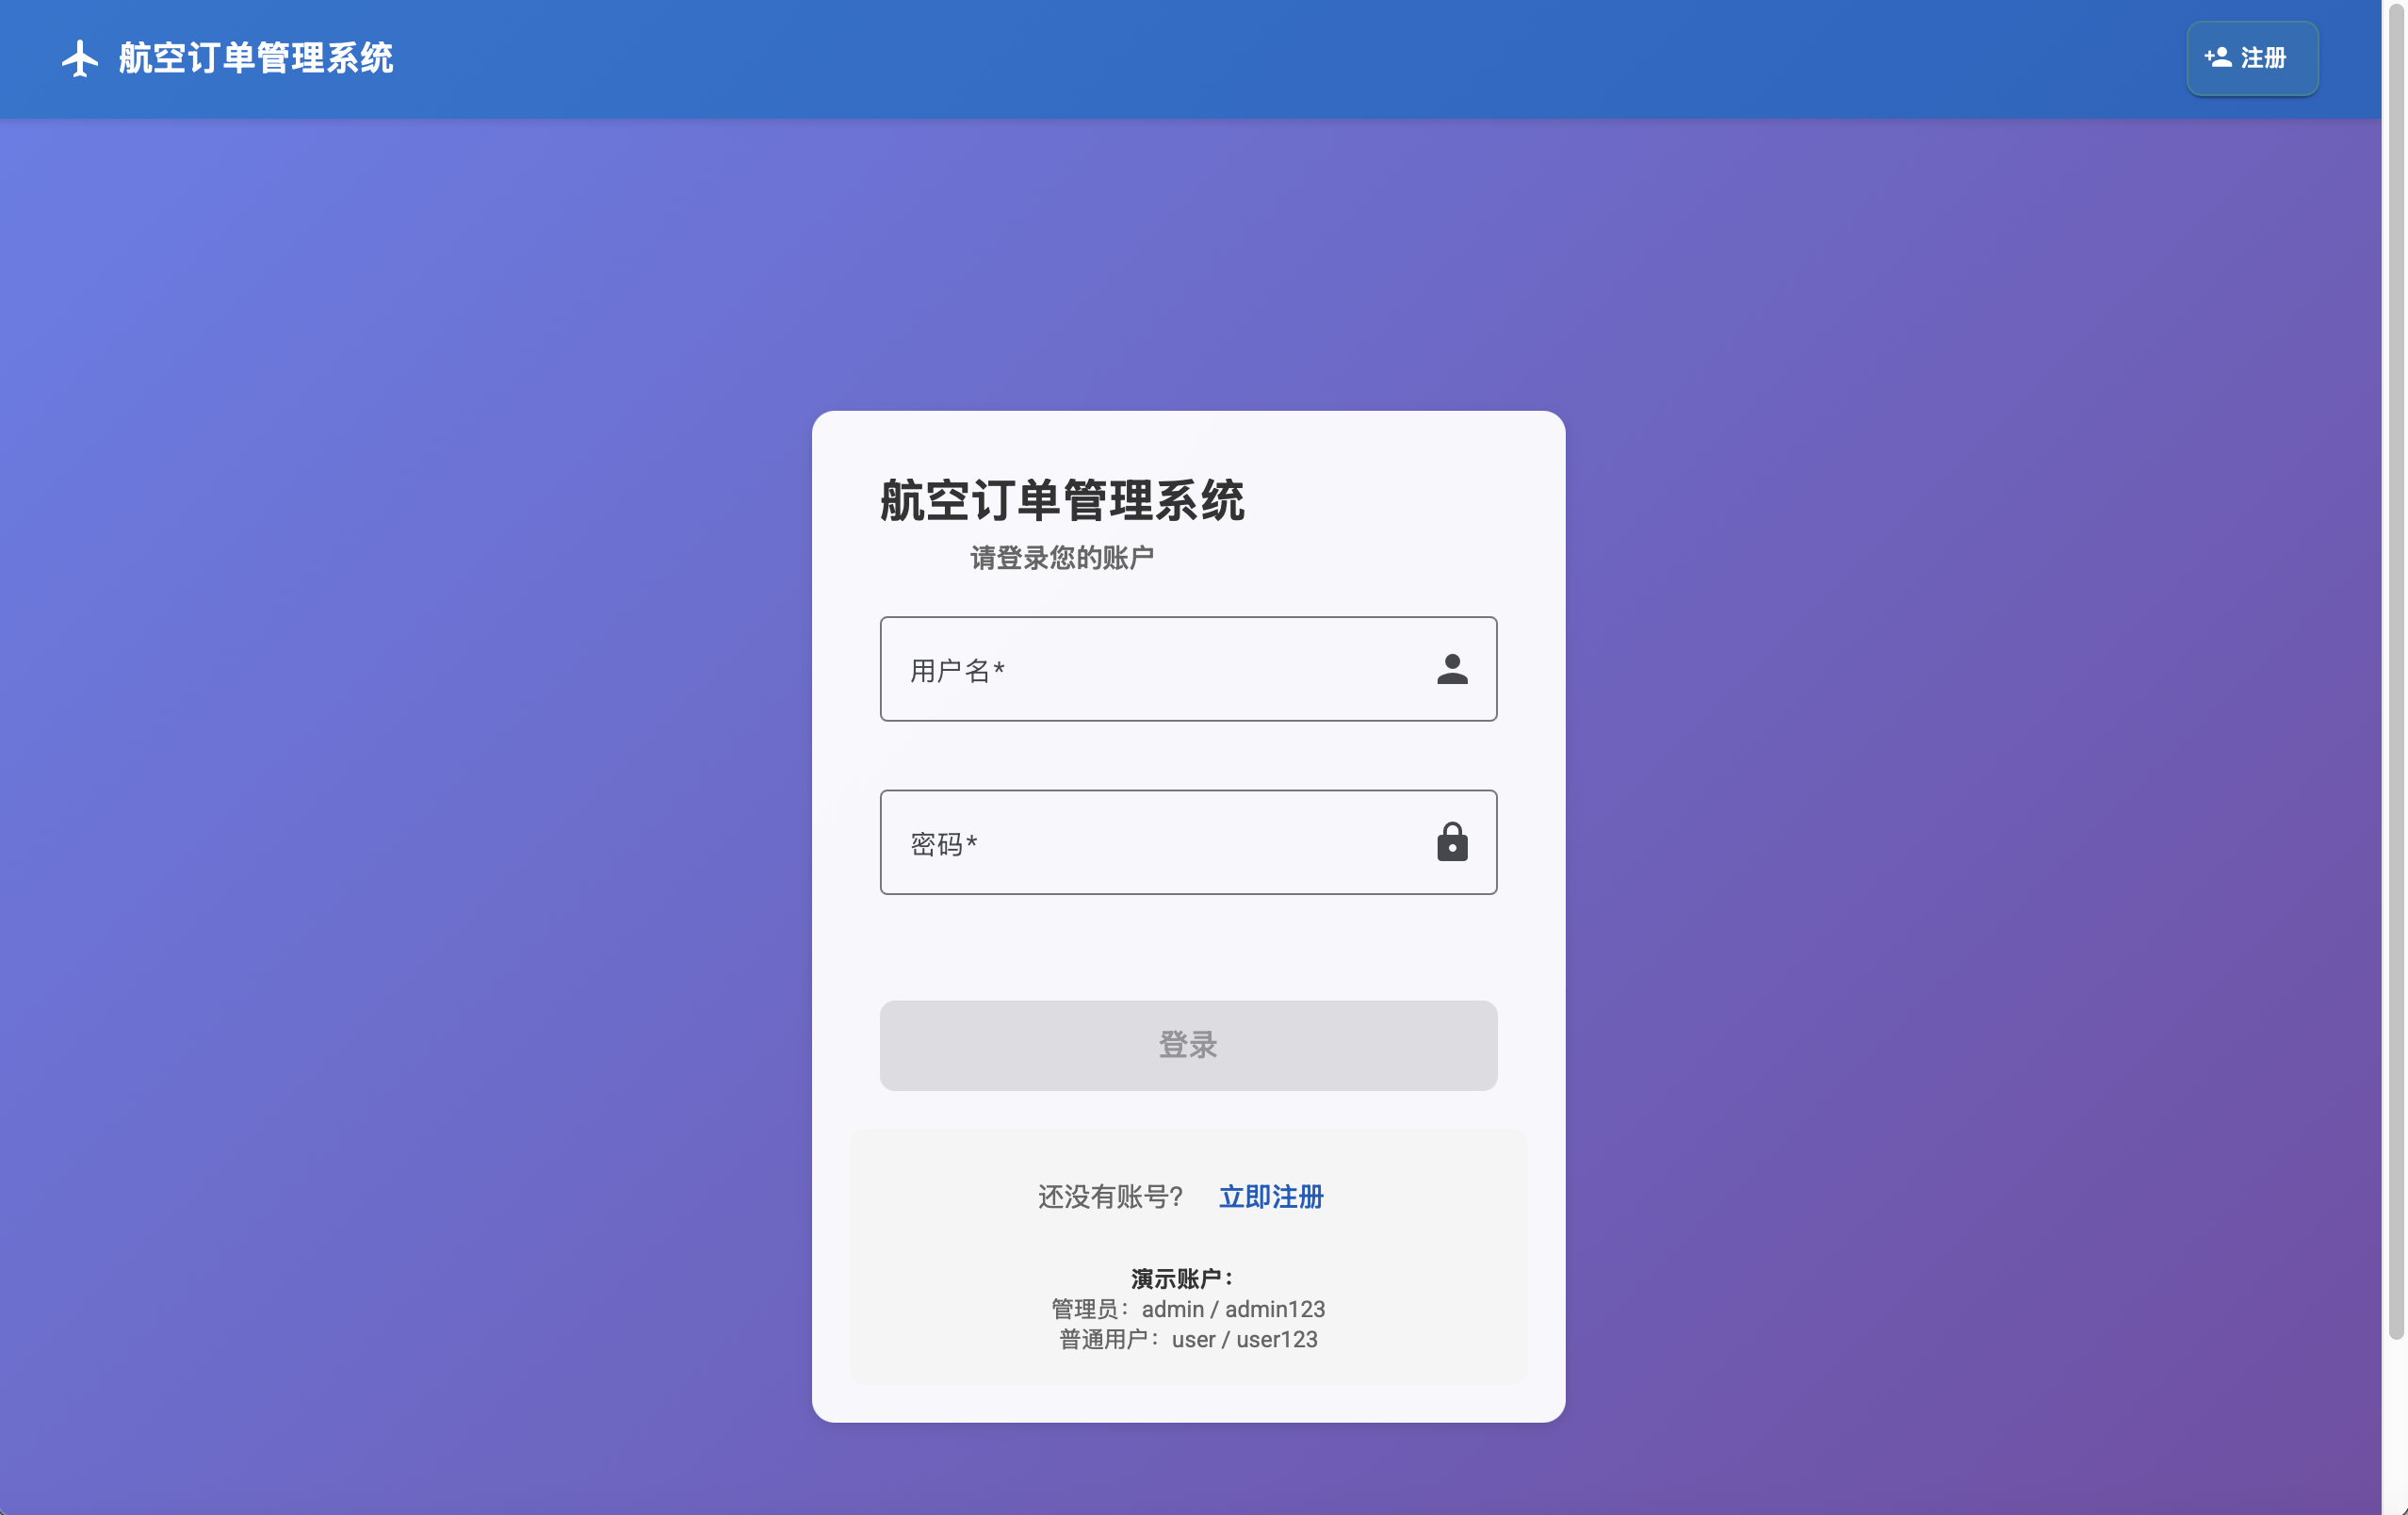 航空订单管理系统
注册
航空订单管理系统
请登录您的账户
用户名*
密码*
登录
还没有账号？ 立即注册
演示账户：
管理员：admin / admin123
普通用户：user / user123